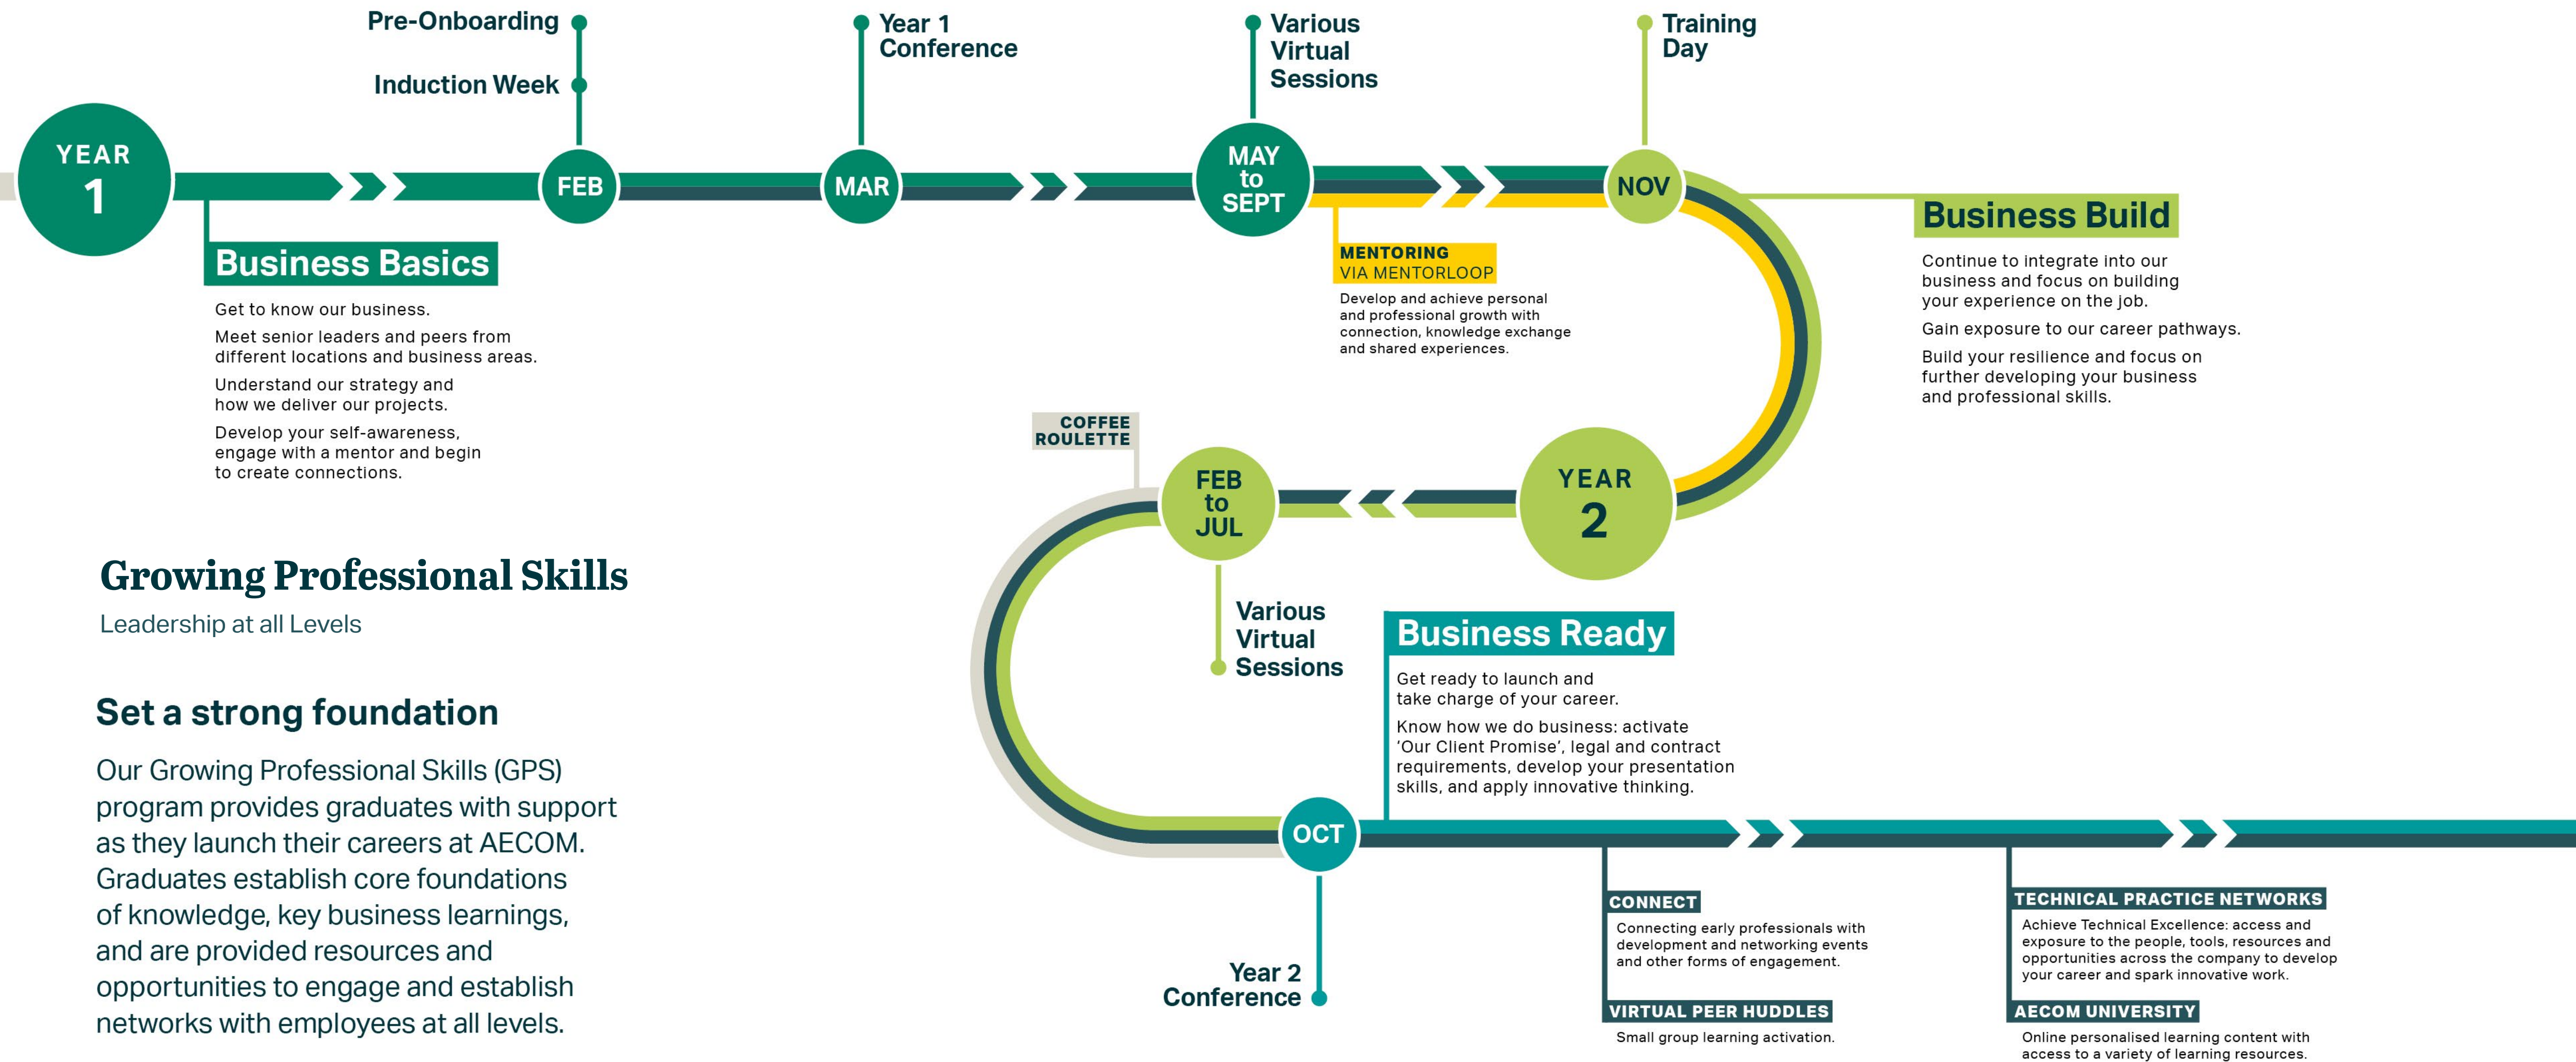 Pre-Onboarding
Induction Week
Year 1
Conference
Various
Virtual
Sessions
Training
Day
YEAR
1
FEB
MAR
MAY
to
SEPT
NOV
Business Basics
Get to know our business.
Meet senior leaders and peers from
different locations and business areas.
Understand our strategy and
how we deliver our projects.
Develop your self-awareness,
engage with a mentor and begin
to create connections.
MENTORING
VIA MENTORLOOP
Develop and achieve personal
and professional growth with
connection, knowledge exchange
and shared experiences.
Business Build
Continue to integrate into our
business and focus on building
your experience on the job.
Gain exposure to our career pathways.
Build your resilience and focus on
further developing your business
and professional skills.
YEAR
2
FEB
to
JUL
COFFEE
ROULETTE
Various
Virtual
Sessions
Growing Professional Skills
Leadership at all Levels
Set a strong foundation
Our Growing Professional Skills (GPS)
program provides graduates with support
as they launch their careers at AECOM.
Graduates establish core foundations
of knowledge, key business learnings,
and are provided resources and
opportunities to engage and establish
networks with employees at all levels.
Business Ready
Get ready to launch and
take charge of your career.
Know how we do business: activate
‘Our Client Promise’, legal and contract
requirements, develop your presentation
skills, and apply innovative thinking.
OCT
Year 2
Conference
CONNECT
Connecting early professionals with
development and networking events
and other forms of engagement.
VIRTUAL PEER HUDDLES
Small group learning activation.
TECHNICAL PRACTICE NETWORKS
Achieve Technical Excellence: access and
exposure to the people, tools, resources and
opportunities across the company to develop
your career and spark innovative work.
AECOM UNIVERSITY
Online personalised learning content with
access to a variety of learning resources.